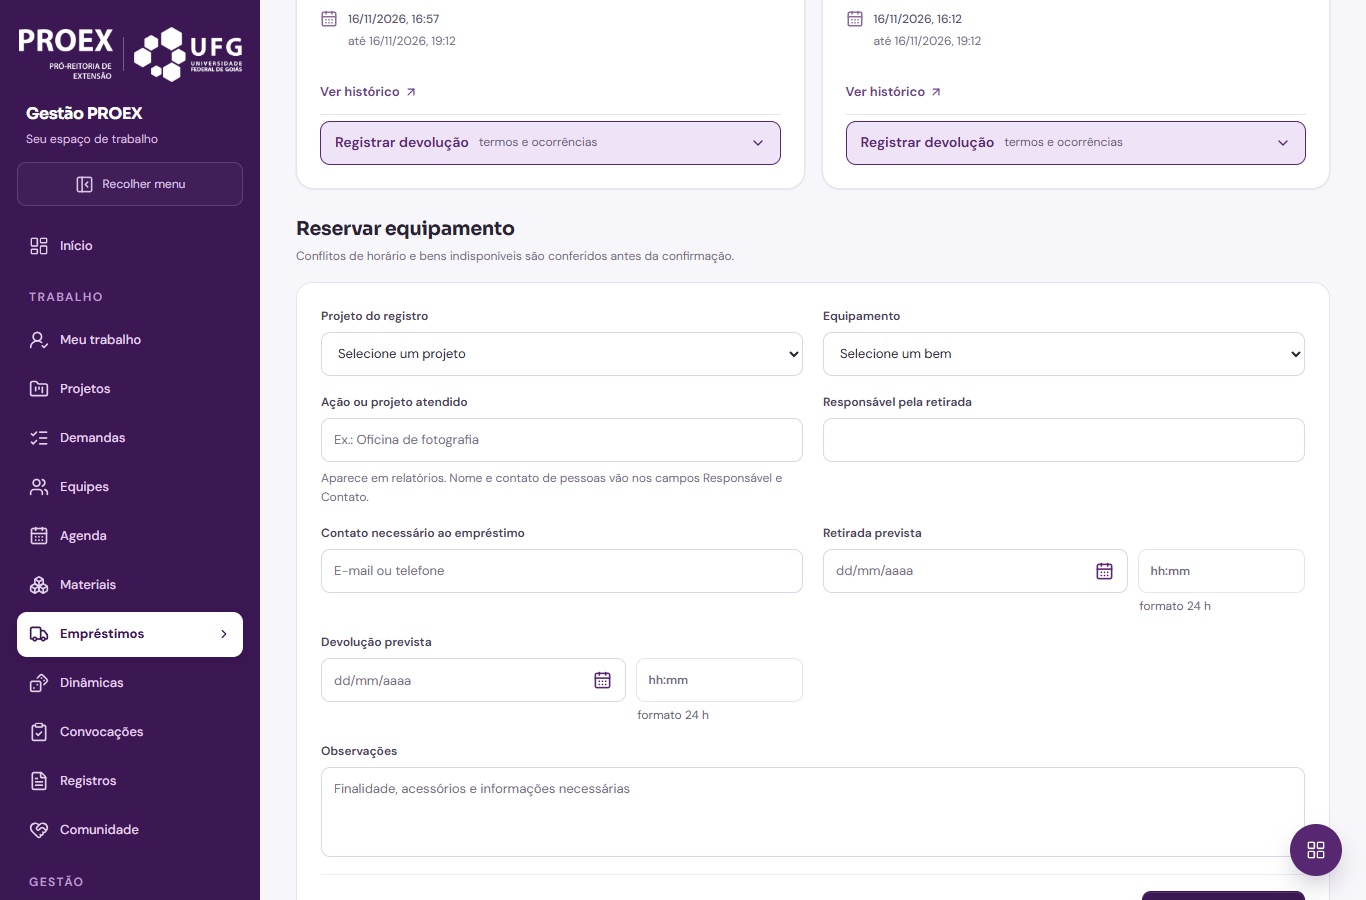 PROEX
PRÓ-REITORIA DE
EXTENSÃO
UFG
UNIVERSIDADE
FEDERAL DE GOIÁS
Gestão PROEX
Seu espaço de trabalho
Recolher menu
Início
TRABALHO
Meu trabalho
Projetos
Demandas
Equipes
Agenda
Materiais
Empréstimos
Dinâmicas
Convocações
Registros
Comunidade
GESTÃO
16/11/2026, 16:57
até 16/11/2026, 19:12
Ver histórico
Registrar devolução termos e ocorrências
16/11/2026, 16:12
até 16/11/2026, 19:12
Ver histórico
Registrar devolução termos e ocorrências
Reservar equipamento
Conflitos de horário e bens indisponíveis são conferidos antes da confirmação.
Projeto do registro
Selecione um projeto
Equipamento
Selecione um bem
Ação ou projeto atendido
Ex.: Oficina de fotografia
Aparece em relatórios. Nome e contato de pessoas vão nos campos Responsável e
Contato.
Responsável pela retirada
Contato necessário ao empréstimo
E-mail ou telefone
Retirada prevista
dd/mm/aaaa
hh:mm
formato 24 h
Devolução prevista
dd/mm/aaaa
hh:mm
formato 24 h
Observações
Finalidade, acessórios e informações necessárias